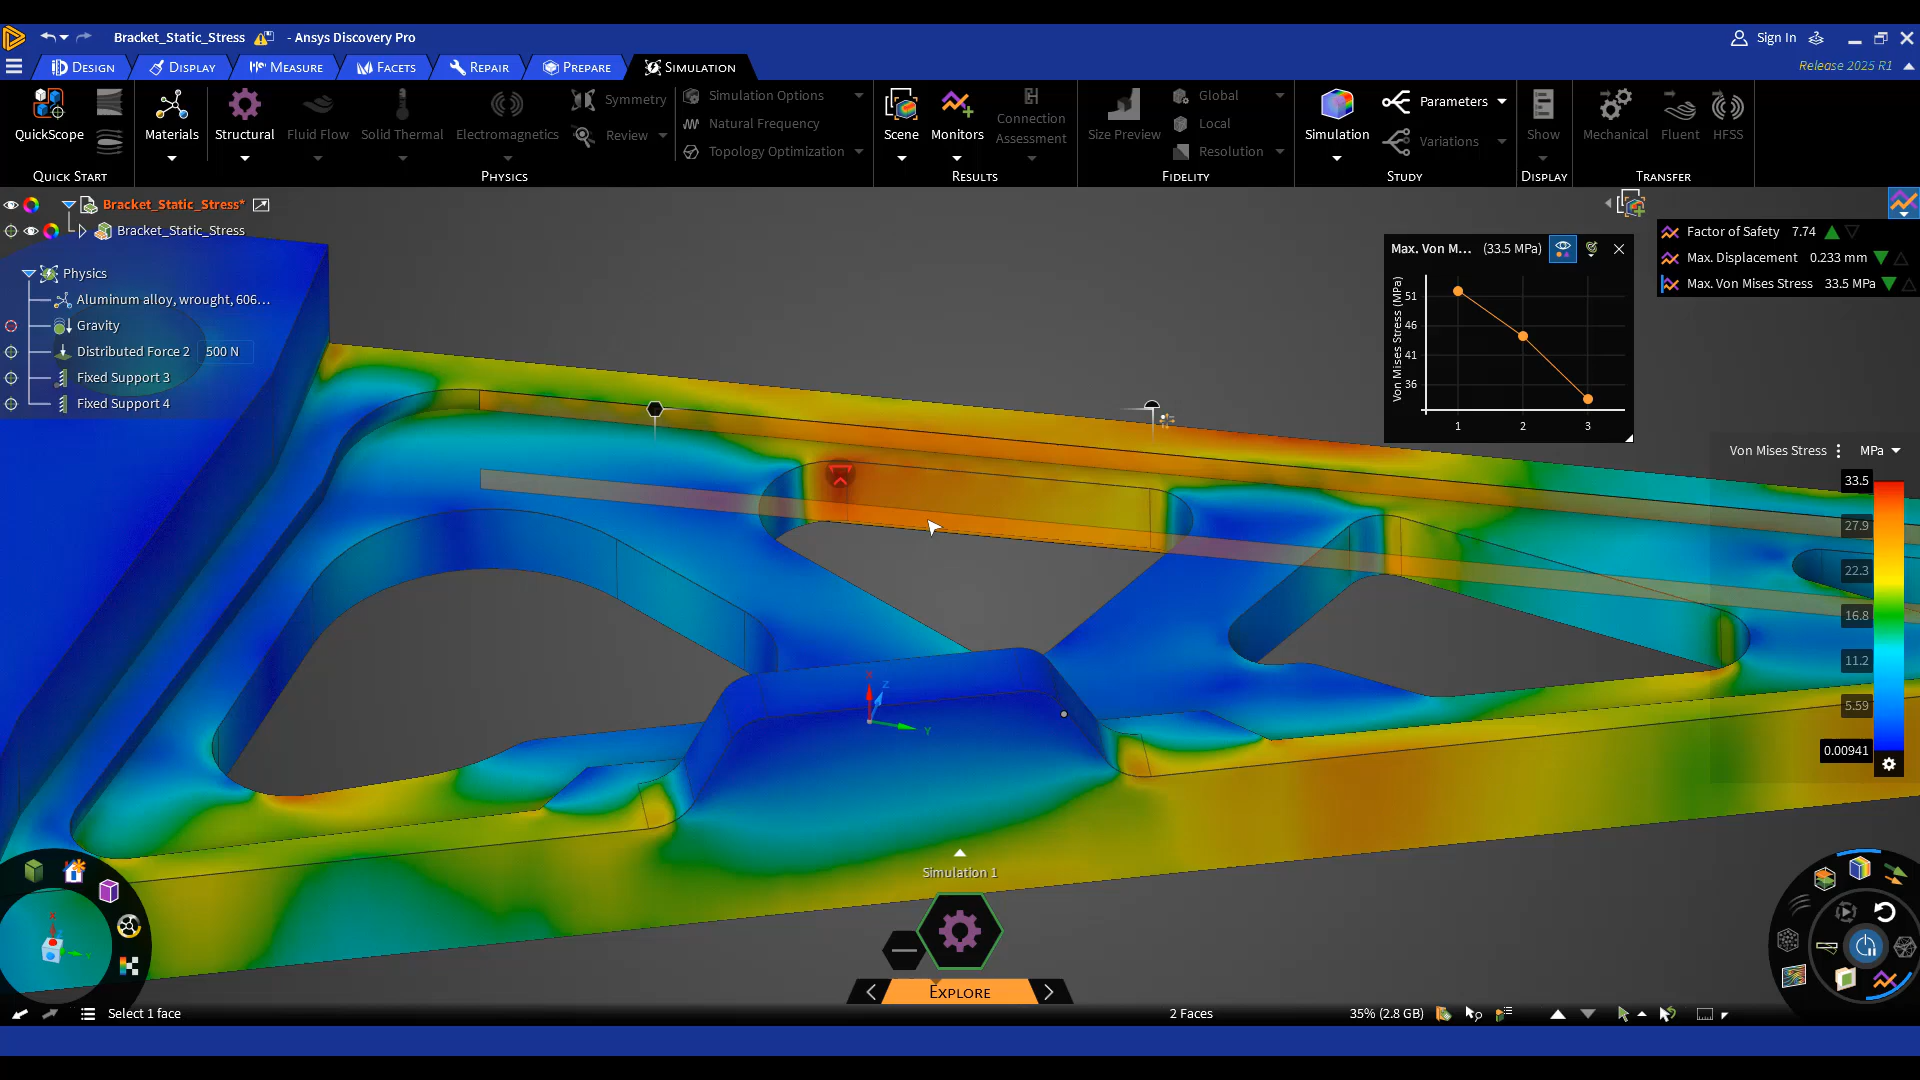 Bracket_Static_Stress - Ansys Discovery Pro
Sign In
Design Display Measure Facets Repair Prepare Simulation
Release 2025 R1
QuickScope
Materials
Structural
Fluid Flow
Solid Thermal
Electromagnetics
Symmetry
Review
Simulation Options
Natural Frequency
Topology Optimization
Scene
Monitors
Connection
Assessment
Size Preview
Global
Local
Resolution
Simulation
Parameters
Variations
Show
Mechanical
Fluent
HFSS
Quick Start
Physics
Results
Fidelity
Study
Display
Transfer
Bracket_Static_Stress*
Bracket_Static_Stress
Physics
Aluminum alloy, wrought, 606...
Gravity
Distributed Force 2 500 N
Fixed Support 3
Fixed Support 4
Max. Von M... (33.5 MPa)
Von Mises Stress (MPa)
51
46
41
36
1 2 3
Factor of Safety 7.74
Max. Displacement 0.233 mm
Max. Von Mises Stress 33.5 MPa
Von Mises Stress MPa
33.5
27.9
22.3
16.8
11.2
5.59
0.00941
X
Z
Y
Simulation 1
Explore
Select 1 face
2 Faces
35% (2.8 GB)